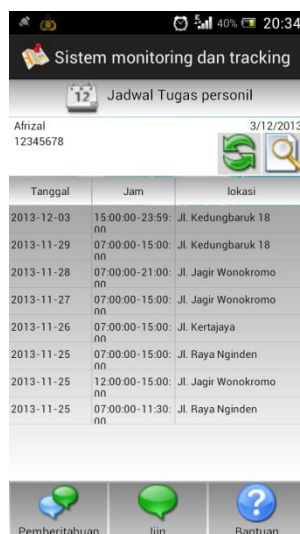 40% 20:34
Sistem monitoring dan tracking
12 Jadwal Tugas personil
Afrizal 3/12/2013
12345678
Tanggal Jam lokasi
2013-12-03 15:00:00-23:59: Jl. Kedungbaruk 18
00
2013-11-29 07:00:00-15:00: Jl. Kedungbaruk 18
00
2013-11-28 07:00:00-21:00: Jl. Jagir Wonokromo
00
2013-11-27 07:00:00-15:00: Jl. Jagir Wonokromo
00
2013-11-26 07:00:00-15:00: Jl. Kertajaya
00
2013-11-25 07:00:00-15:00: Jl. Raya Nginden
00
2013-11-25 12:00:00-15:00: Jl. Jagir Wonokromo
00
2013-11-25 07:00:00-11:30: Jl. Raya Nginden
00
Pemberitahuan Ijin Bantuan